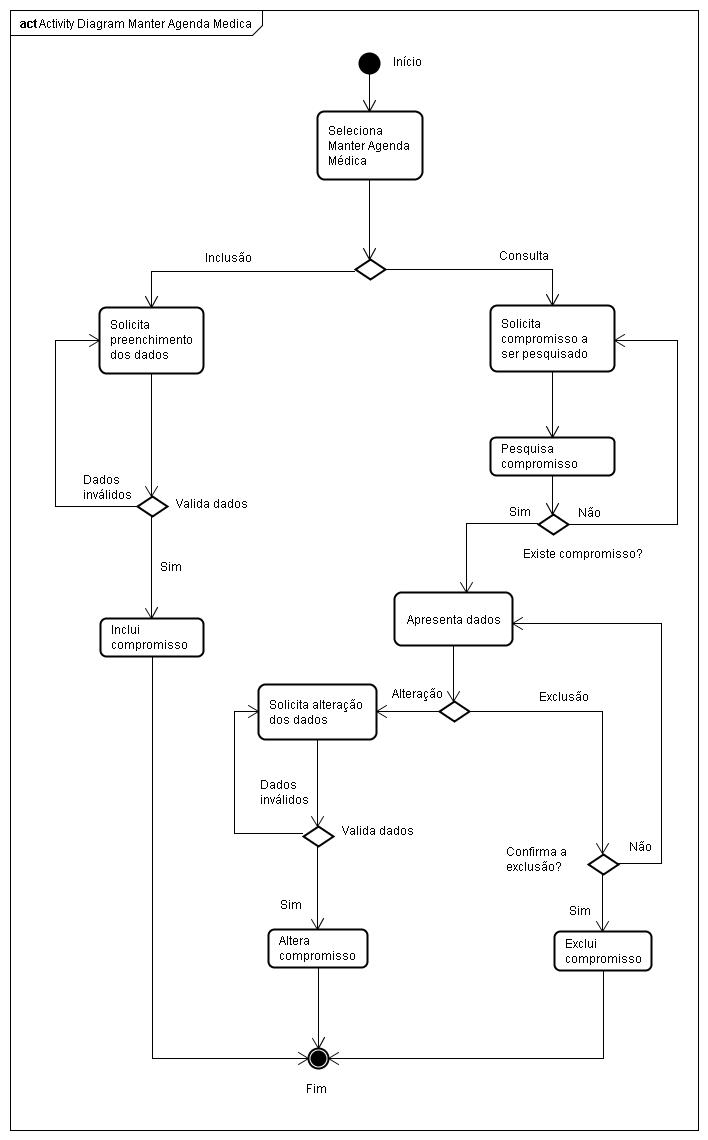 act Activity Diagram Manter Agenda Medica
Início
Seleciona
Manter Agenda
Médica
Inclusão
Consulta
Solicita
preenchimento
dos dados
Solicita
compromisso a
ser pesquisado
Pesquisa
compromisso
Dados
inválidos
Valida dados
Sim
Não
Existe compromisso?
Sim
Inclui
compromisso
Apresenta dados
Solicita alteração
dos dados
Alteração
Exclusão
Dados
inválidos
Valida dados
Confirma a
exclusão?
Não
Sim
Sim
Altera
compromisso
Exclui
compromisso
Fim